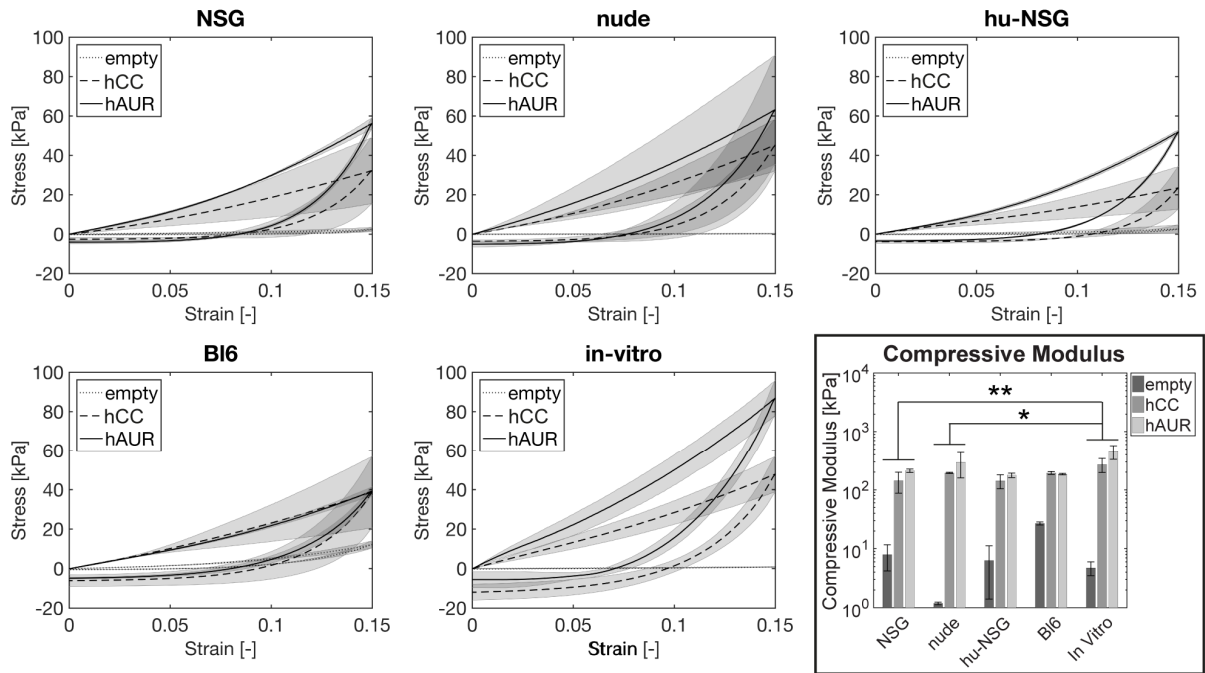 NSG
100
80
60
40
20
0
-20
0
0.05
0.1
0.15
Stress [kPa]
Strain [-]
empty
hCC
hAUR
nude
100
80
60
40
20
0
-20
0
0.05
0.1
0.15
Stress [kPa]
Strain [-]
empty
hCC
hAUR
hu-NSG
100
80
60
40
20
0
-20
0
0.05
0.1
0.15
Stress [kPa]
Strain [-]
empty
hCC
hAUR
Bl6
100
80
60
40
20
0
-20
0
0.05
0.1
0.15
Stress [kPa]
Strain [-]
empty
hCC
hAUR
in-vitro
100
80
60
40
20
0
-20
0
0.05
0.1
0.15
Stress [kPa]
Strain [-]
empty
hCC
hAUR
Compressive Modulus
10⁴
10³
10²
10¹
10⁰
Compressive Modulus [kPa]
**
*
empty
hCC
hAUR
NSG
nude
hu-NSG
Bl6
In Vitro